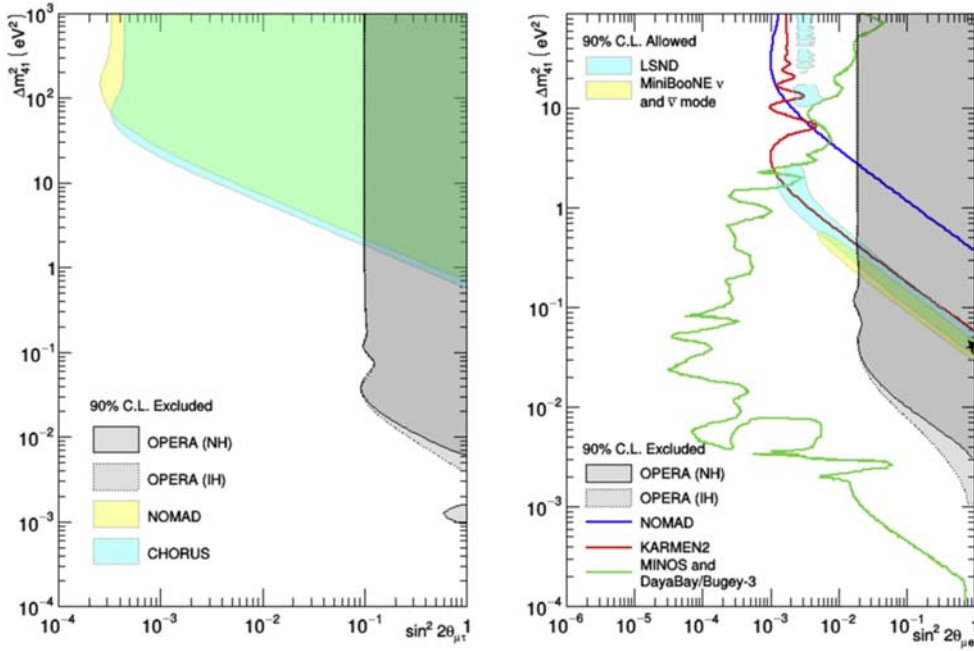 Δm²₄₁ (eV²)
10³
10²
10
1
10⁻¹
10⁻²
10⁻³
10⁻⁴
90% C.L. Excluded
OPERA (NH)
OPERA (IH)
NOMAD
CHORUS
10⁻³ 10⁻² 10⁻¹ 1
sin² 2θμτ
Δm²₄₁ ( eV²)
10
1
10⁻¹
10⁻²
10⁻³
10⁻⁴
90% C.L. Allowed
LSND
MiniBooNE ν
and ν̄ mode
90% C.L. Excluded
OPERA (NH)
OPERA (IH)
NOMAD
KARMEN2
MINOS and
DayaBay/Bugey-3
10⁻⁶ 10⁻⁵ 10⁻⁴ 10⁻³ 10⁻² 10⁻¹ 1
sin² 2θμe